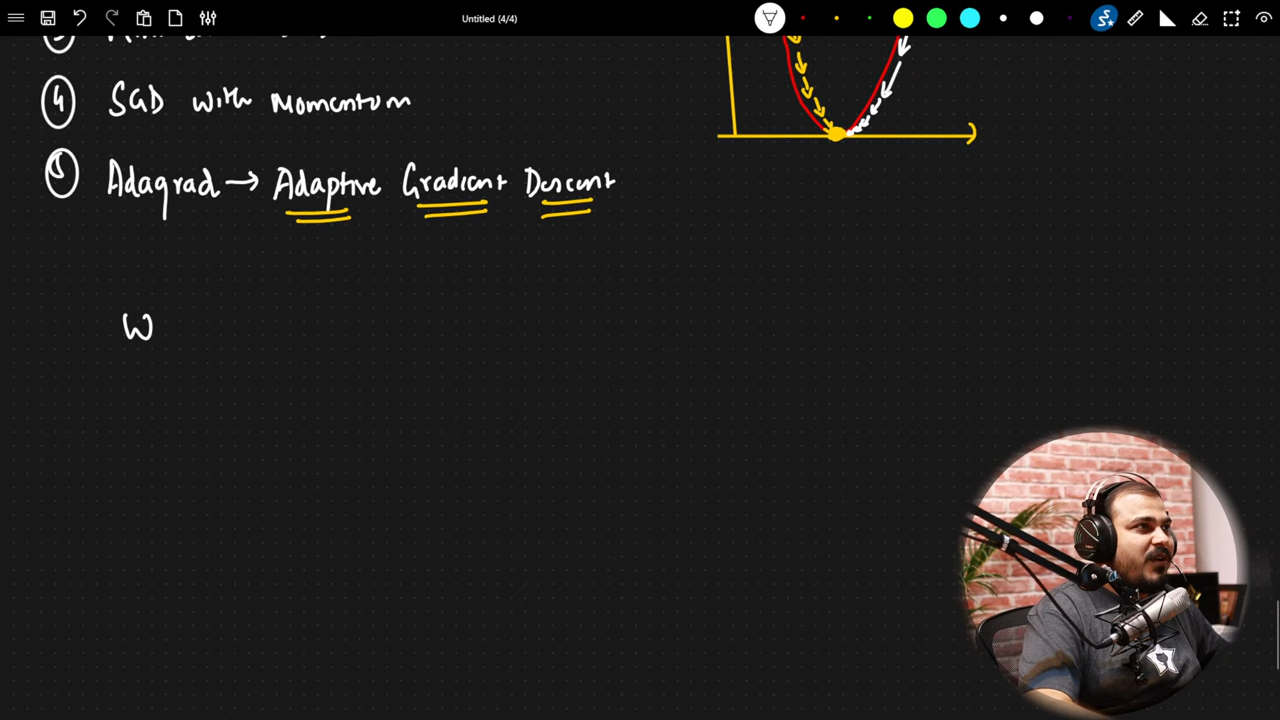 Untitled (4/4)
④ SGD with Momentum
⑤ Adagrad → Adaptive Gradient Descent
W